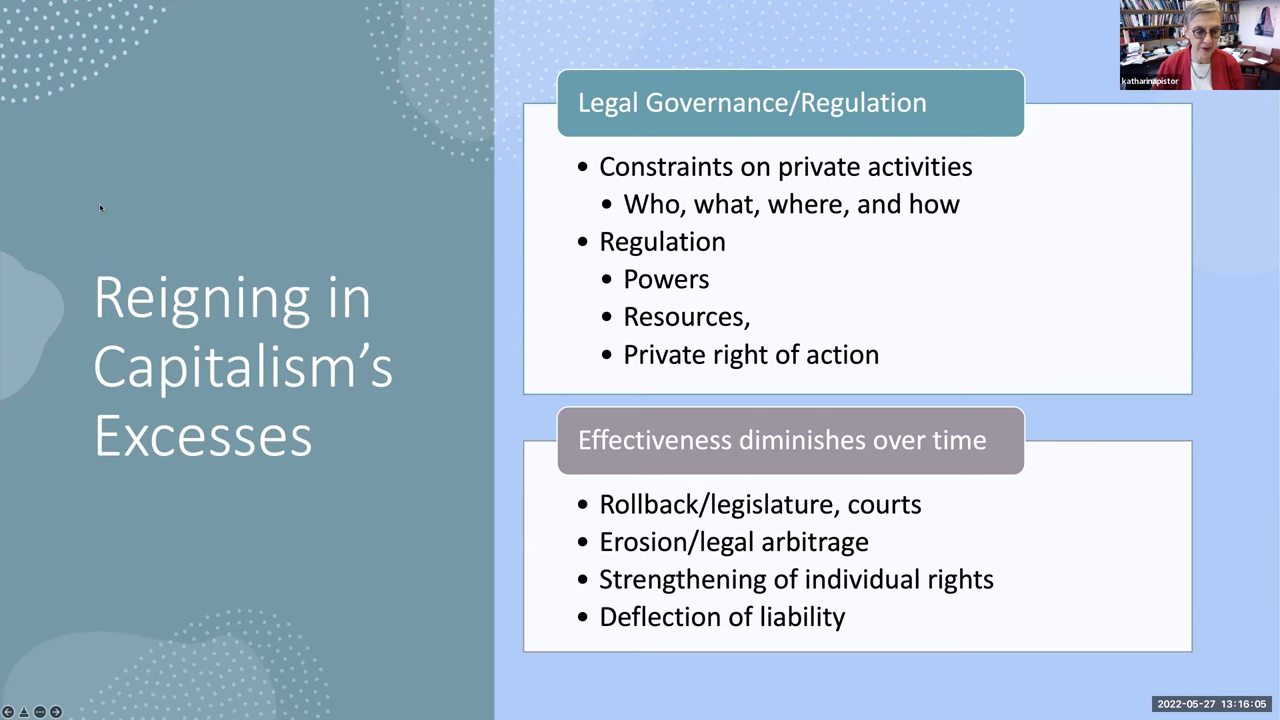 Reigning in
Capitalism's
Excesses
Legal Governance/Regulation
• Constraints on private activities
• Who, what, where, and how
• Regulation
• Powers
• Resources,
• Private right of action
Effectiveness diminishes over time
• Rollback/legislature, courts
• Erosion/legal arbitrage
• Strengthening of individual rights
• Deflection of liability
katharinapistor
2022-05-27 13:16:05